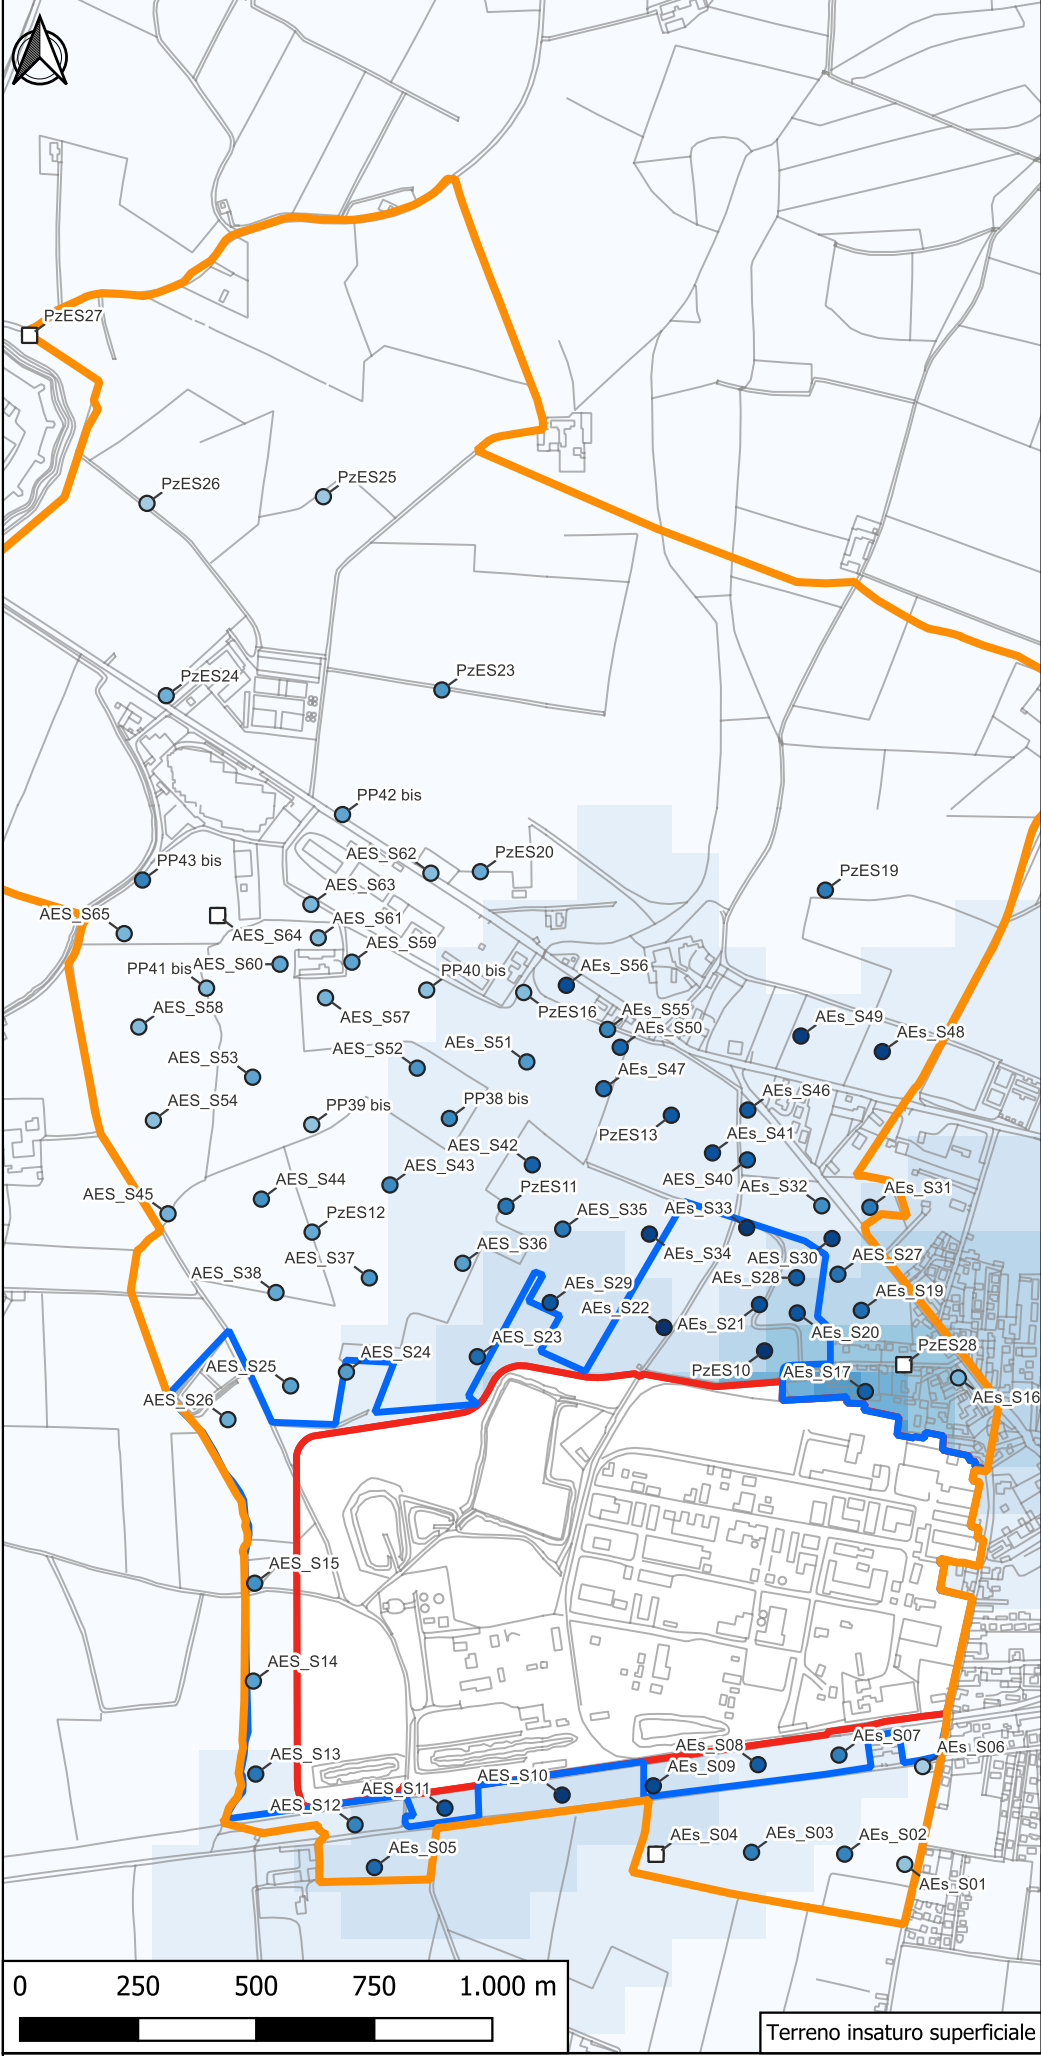 PzES27
PzES26
PzES25
PzES24
PzES23
PP42 bis
AES_S62
PzES20
PP43 bis
AES_S63
PzES19
AES_S65
AES_S61
AES_S64
AES_S59
PP41 bis
AES_S60
PP40 bis
AEs_S56
AES_S58
AES_S57
PzES16
AEs_S55
AEs_S49
AEs_S50
AEs_S48
AES_S52
AEs_S51
AES_S53
AEs_S47
AES_S54
PP39 bis
PP38 bis
AEs_S46
PzES13
AEs_S41
AES_S42
AES_S43
AES_S44
AEs_S40
AEs_S32
AEs_S31
AES_S45
PzES11
PzES12
AEs_S33
AES_S35
AES_S36
AEs_S34
AEs_S30
AEs_S27
AES_S37
AES_S38
AEs_S28
AES_S29
AEs_S19
AEs_S22
AEs_S21
AEs_S20
AES_S23
AES_S24
PzES28
AES_S25
PzES10
AEs_S17
AES_S26
AEs_S16
AES_S15
AES_S14
AEs_S07
AEs_S08
AEs_S06
AES_S13
AEs_S09
AES_S11
AES_S10
AES_S12
AEs_S04
AEs_S03
AEs_S02
AEs_S05
AEs_S01
0 250 500 750 1.000 m
Terreno insaturo superficiale